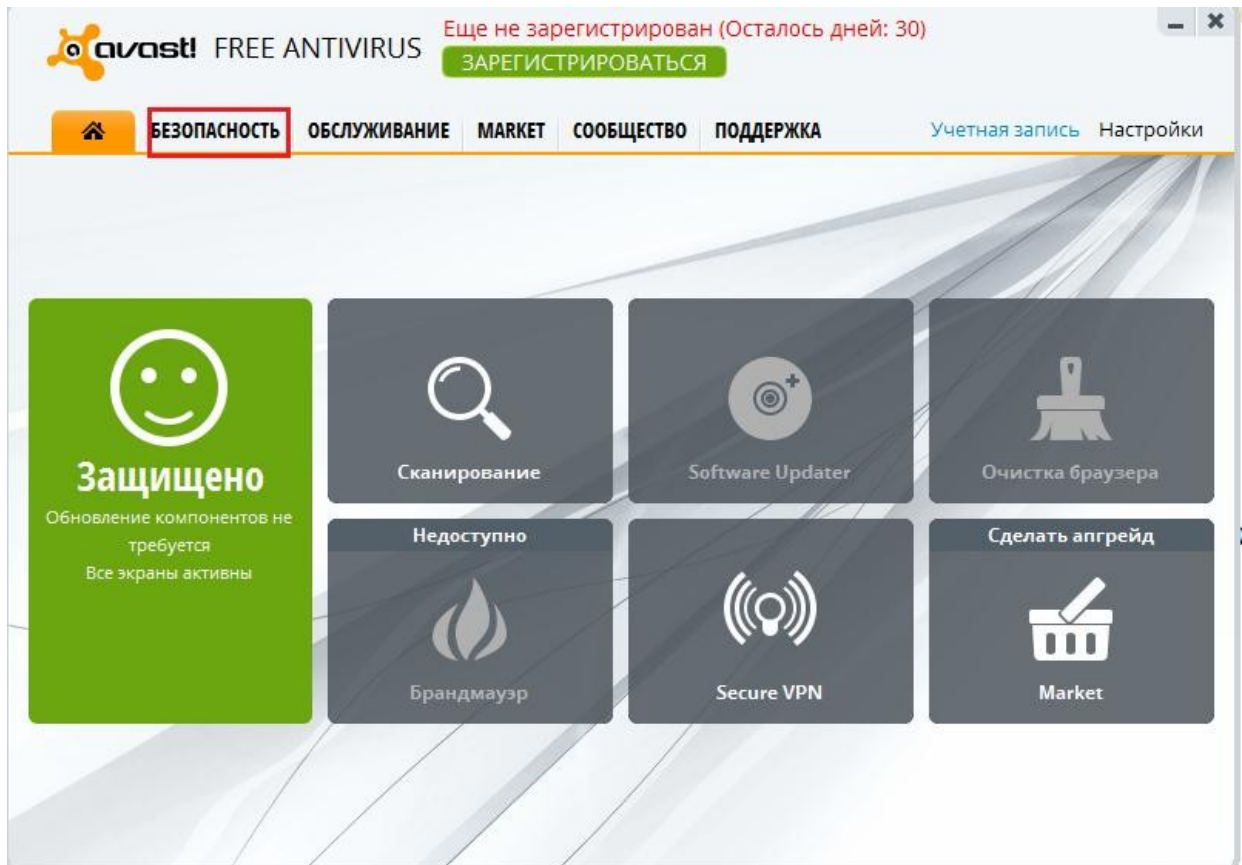 avast! FREE ANTIVIRUS
Еще не зарегистрирован (Осталось дней: 30)
ЗАРЕГИСТРИРОВАТЬСЯ
БЕЗОПАСНОСТЬ ОБСЛУЖИВАНИЕ MARKET СООБЩЕСТВО ПОДДЕРЖКА Учетная запись Настройки
Защищено
Обновление компонентов не
требуется
Все экраны активны
Сканирование
Software Updater
Очистка браузера
Недоступно
Брандмауэр
Secure VPN
Сделать апгрейд
Market